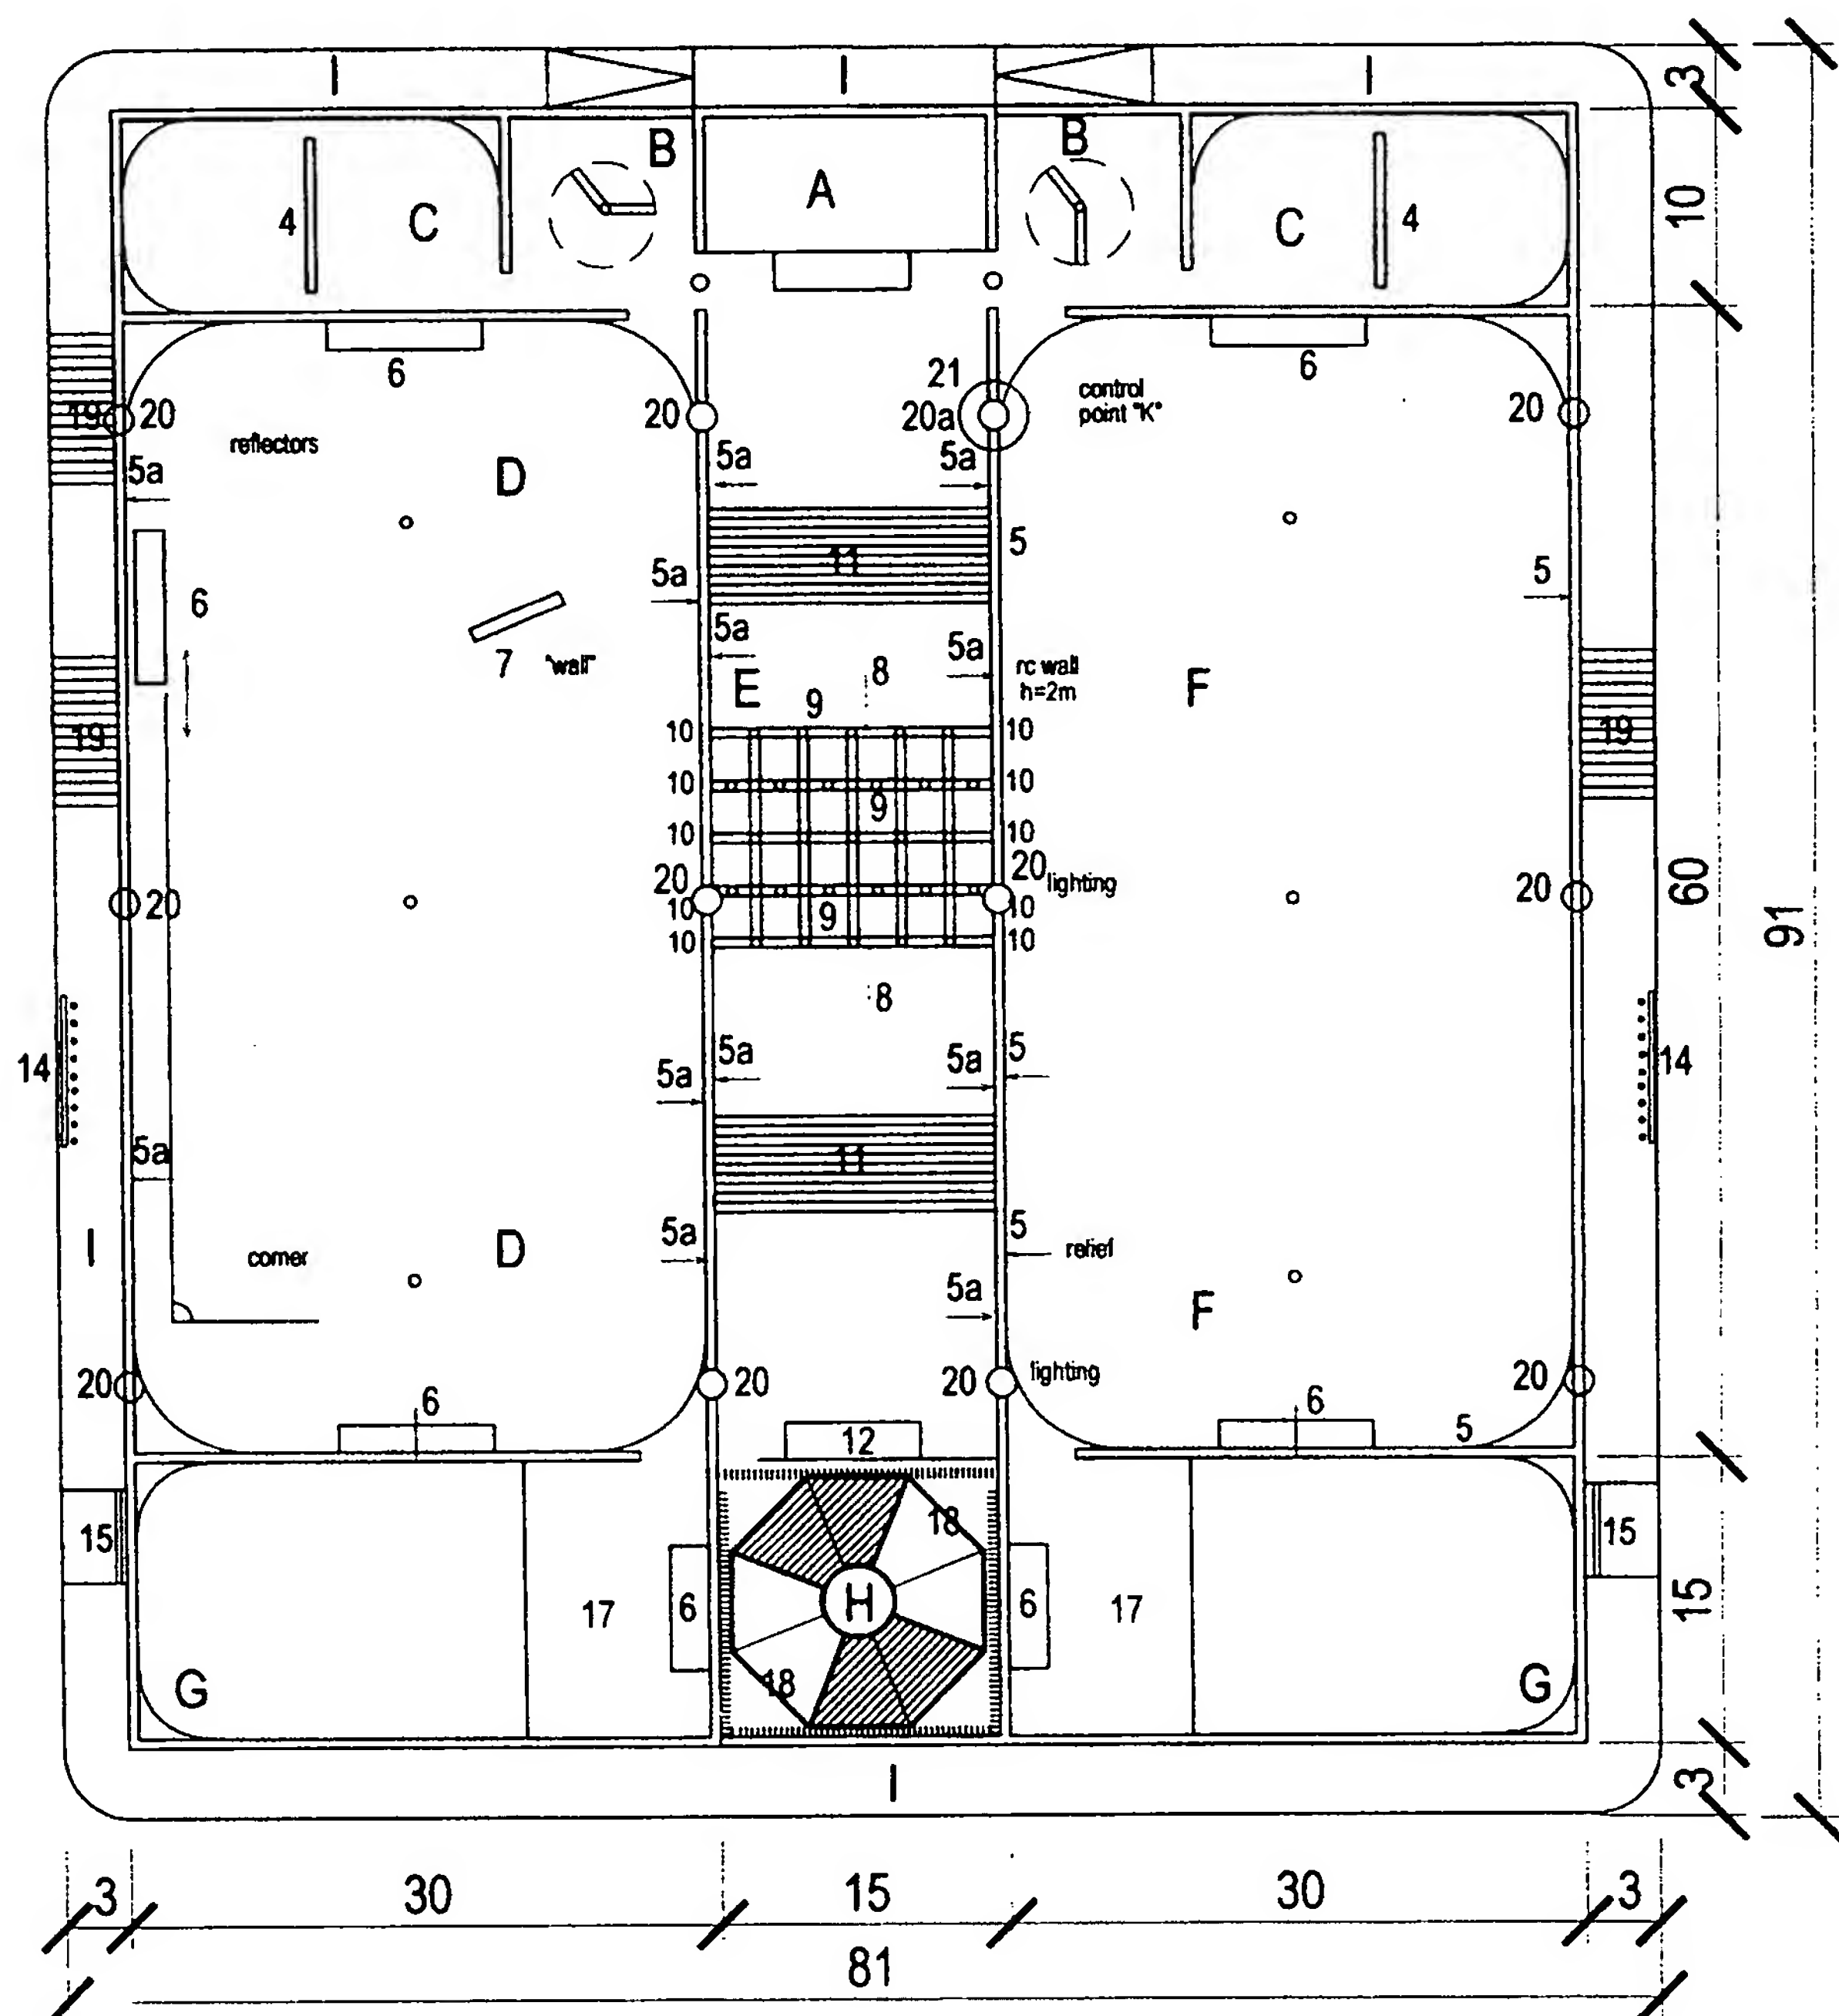 I I I 3
B B
A
4 C C 4 10
6 6
21 control
19 20 20 20a point "K" 20
reflectors
5a D 5a 5a
11 5
5a 5
6 5a
7 "wall" 5a rc wall
8 h=2m
E F
9
10 10 19
19
10 10
9
10 10
20 20 lighting
20 20 60
10 9 10
10 10 91
8
14 5a 5a 5 14
5a
5a 11
I 5a 5 relief
corner D
5a F
lighting
20 20 20 20
6 6
12 5
15 18 15
6 H 6
17 17 15
G 18 G
I 3
3 30 15 30 3
81